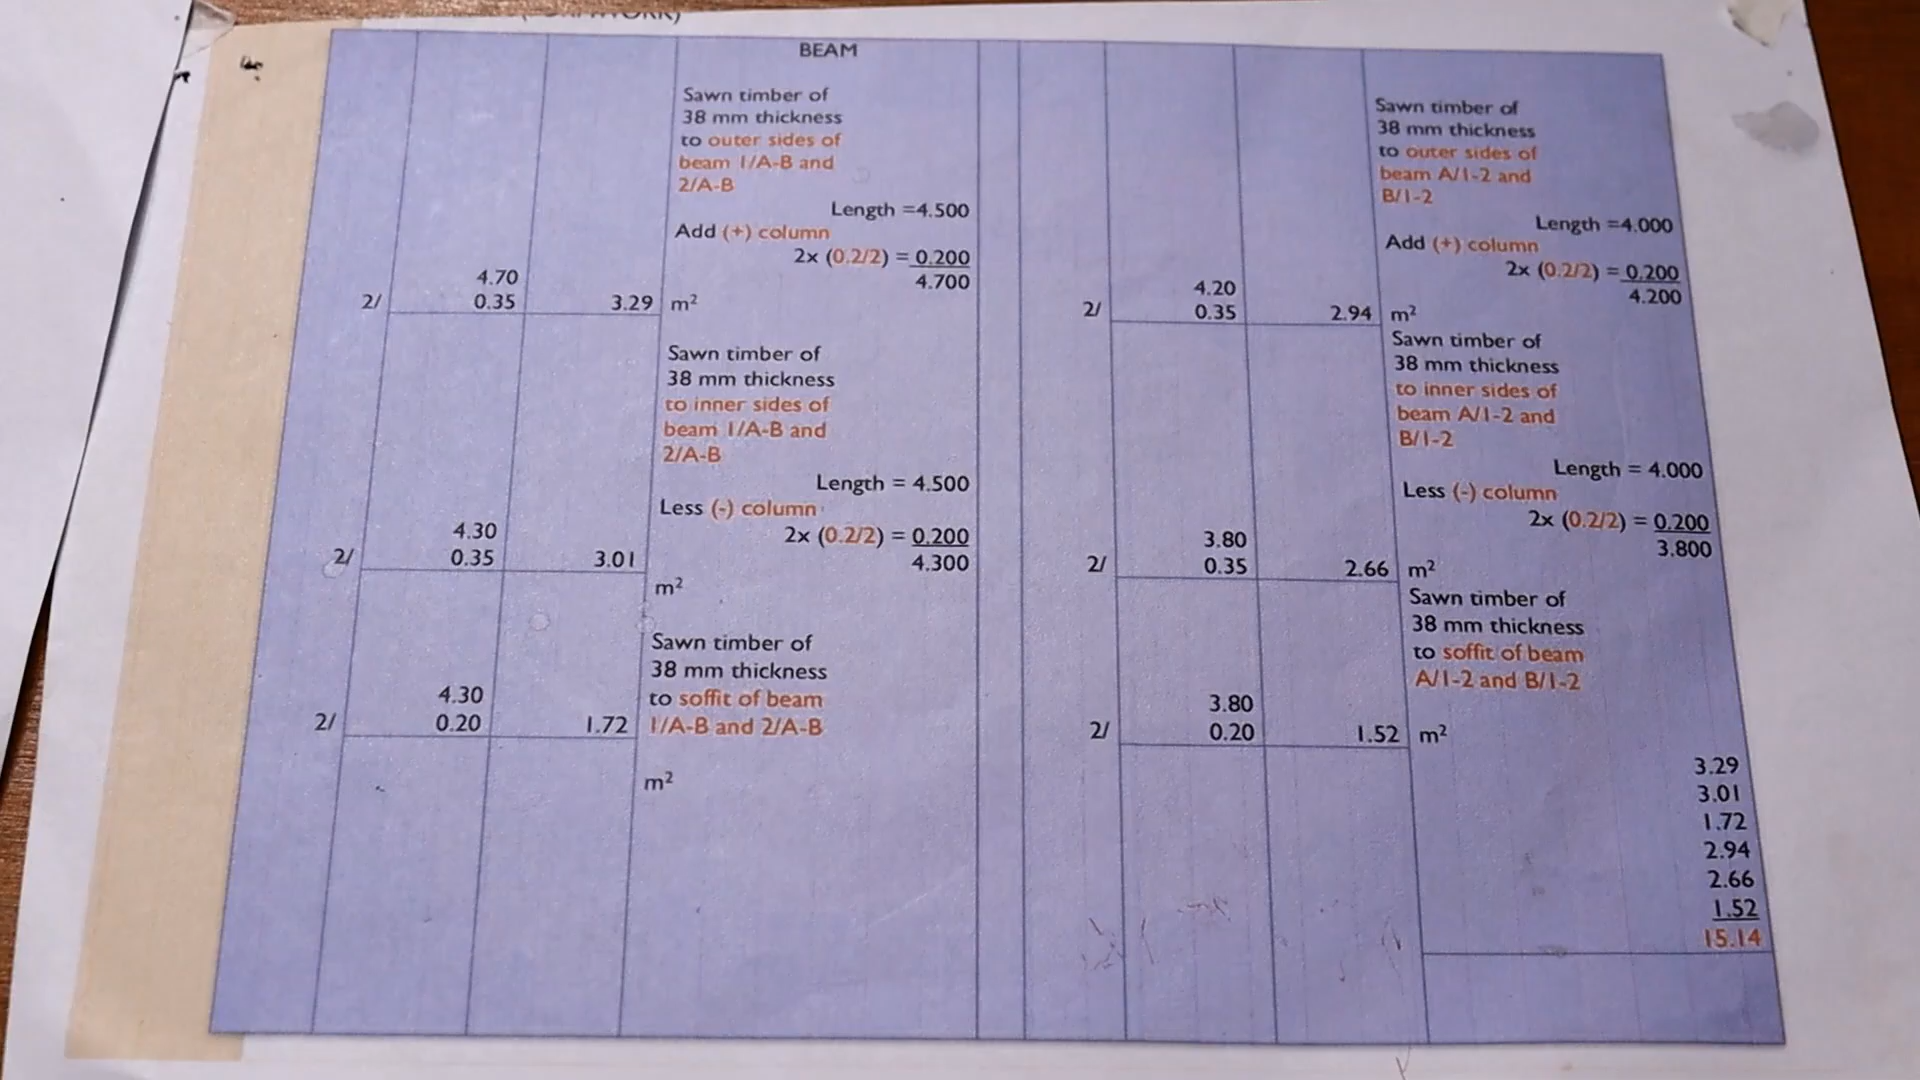 BEAM
Sawn timber of
38 mm thickness
to outer sides of
beam 1/A-B and
2/A-B
Length =4.500
Add (+) column
2x (0.2/2) = 0.200
4.700
4.70
2/ 0.35 3.29 m²
Sawn timber of
38 mm thickness
to inner sides of
beam 1/A-B and
2/A-B
Length = 4.500
Less (-) column
2x (0.2/2) = 0.200
4.300
4.30
2/ 0.35 3.01
m²
Sawn timber of
38 mm thickness
to soffit of beam
1/A-B and 2/A-B
4.30
2/ 0.20 1.72
m²
Sawn timber of
38 mm thickness
to outer sides of
beam A/1-2 and
B/1-2
Length =4.000
Add (+) column
2x (0.2/2) = 0.200
4.200
4.20
2/ 0.35 2.94 m²
Sawn timber of
38 mm thickness
to inner sides of
beam A/1-2 and
B/1-2
Length = 4.000
Less (-) column
2x (0.2/2) = 0.200
3.800
3.80
2/ 0.35 2.66 m²
Sawn timber of
38 mm thickness
to soffit of beam
A/1-2 and B/1-2
3.80
2/ 0.20 1.52 m²
3.29
3.01
1.72
2.94
2.66
1.52
15.14